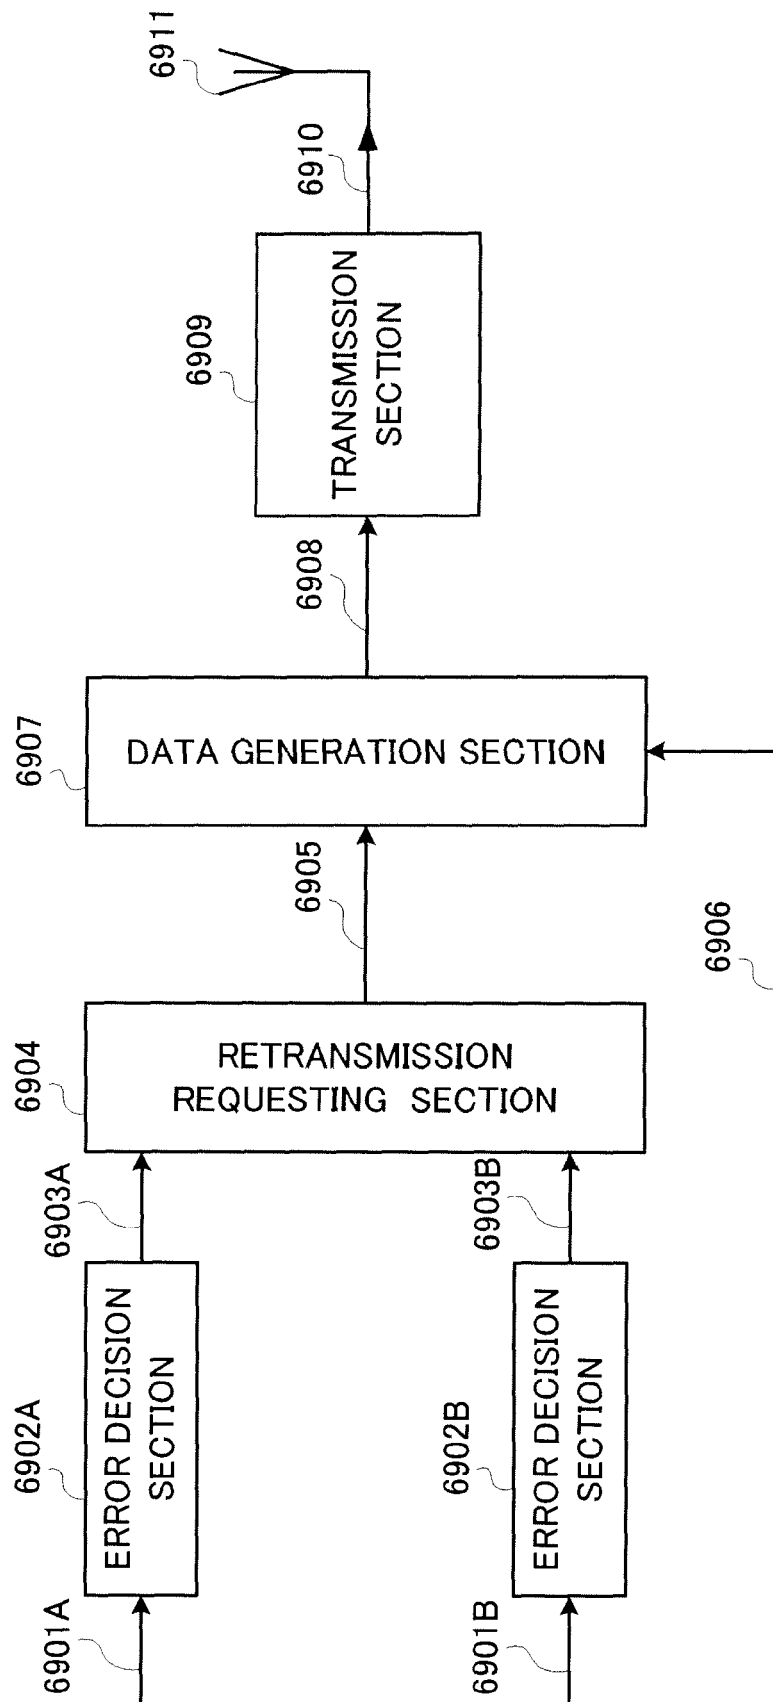 6901A
6902A
ERROR DECISION
SECTION
6903A
6901B
6902B
ERROR DECISION
SECTION
6903B
6904
RETRANSMISSION
REQUESTING SECTION
6905
6906
6907
DATA GENERATION SECTION
6908
6909
TRANSMISSION
SECTION
6910
6911